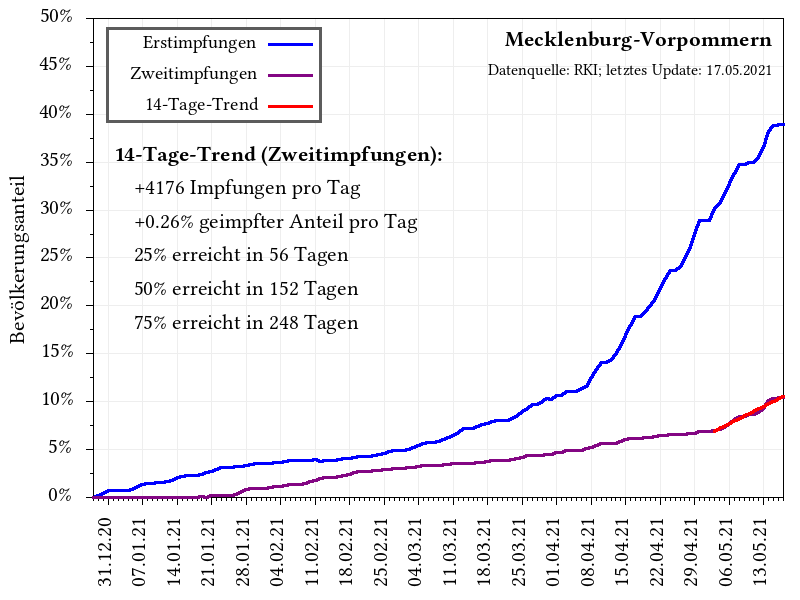 50%
45%
40%
35%
30%
25%
20%
15%
10%
5%
0%
Bevölkerungsanteil
Erstimpfungen
Zweitimpfungen
14-Tage-Trend
Mecklenburg-Vorpommern
Datenquelle: RKI; letztes Update: 17.05.2021
14-Tage-Trend (Zweitimpfungen):
+4176 Impfungen pro Tag
+0.26% geimpfter Anteil pro Tag
25% erreicht in 56 Tagen
50% erreicht in 152 Tagen
75% erreicht in 248 Tagen
31.12.20
07.01.21
14.01.21
21.01.21
28.01.21
04.02.21
11.02.21
18.02.21
25.02.21
04.03.21
11.03.21
18.03.21
25.03.21
01.04.21
08.04.21
15.04.21
22.04.21
29.04.21
06.05.21
13.05.21